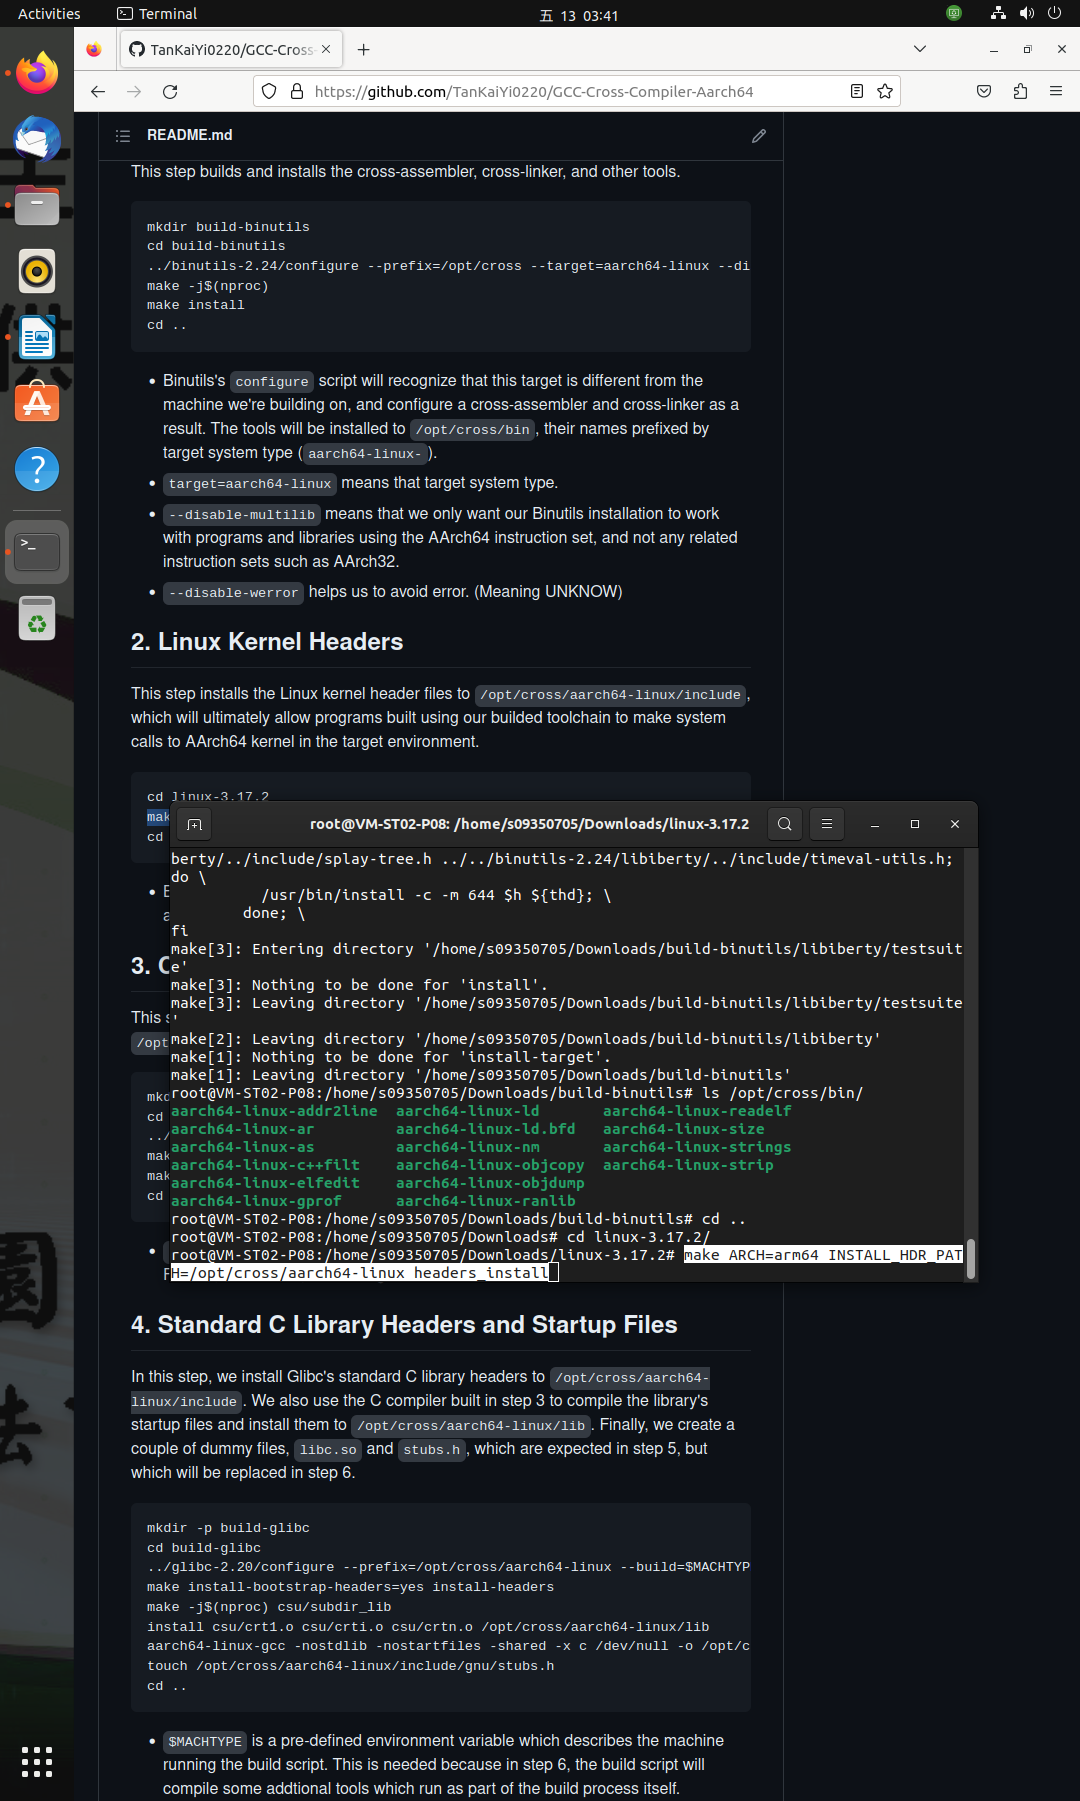 Activities
Terminal
五 13 03:41
TanKaiYi0220/GCC-Cross-
https://github.com/TanKaiYi0220/GCC-Cross-Compiler-Aarch64
README.md
This step builds and installs the cross-assembler, cross-linker, and other tools.
mkdir build-binutils
cd build-binutils
../binutils-2.24/configure --prefix=/opt/cross --target=aarch64-linux --di
make -j$(nproc)
make install
cd ..
Binutils's configure script will recognize that this target is different from the
machine we're building on, and configure a cross-assembler and cross-linker as a
result. The tools will be installed to /opt/cross/bin , their names prefixed by
target system type ( aarch64-linux- ).
target=aarch64-linux means that target system type.
--disable-multilib means that we only want our Binutils installation to work
with programs and libraries using the AArch64 instruction set, and not any related
instruction sets such as AArch32.
--disable-werror helps us to avoid error. (Meaning UNKNOW)
2. Linux Kernel Headers
This step installs the Linux kernel header files to /opt/cross/aarch64-linux/include ,
which will ultimately allow programs built using our builded toolchain to make system
calls to AArch64 kernel in the target environment.
cd linux-3.17.2
mak
cd
3. C
This s
/opt
mkd
cd
../
mak
mak
cd
root@VM-ST02-P08: /home/s09350705/Downloads/linux-3.17.2
berty/../include/splay-tree.h ../../binutils-2.24/libiberty/../include/timeval-utils.h;
do \
/usr/bin/install -c -m 644 $h ${thd}; \
done; \
fi
make[3]: Entering directory '/home/s09350705/Downloads/build-binutils/libiberty/testsuit
e'
make[3]: Nothing to be done for 'install'.
make[3]: Leaving directory '/home/s09350705/Downloads/build-binutils/libiberty/testsuite
'
make[2]: Leaving directory '/home/s09350705/Downloads/build-binutils/libiberty'
make[1]: Nothing to be done for 'install-target'.
make[1]: Leaving directory '/home/s09350705/Downloads/build-binutils'
root@VM-ST02-P08:/home/s09350705/Downloads/build-binutils# ls /opt/cross/bin/
aarch64-linux-addr2line aarch64-linux-ld aarch64-linux-readelf
aarch64-linux-ar aarch64-linux-ld.bfd aarch64-linux-size
aarch64-linux-as aarch64-linux-nm aarch64-linux-strings
aarch64-linux-c++filt aarch64-linux-objcopy aarch64-linux-strip
aarch64-linux-elfedit aarch64-linux-objdump
aarch64-linux-gprof aarch64-linux-ranlib
root@VM-ST02-P08:/home/s09350705/Downloads/build-binutils# cd ..
root@VM-ST02-P08:/home/s09350705/Downloads# cd linux-3.17.2/
root@VM-ST02-P08:/home/s09350705/Downloads/linux-3.17.2# make ARCH=arm64 INSTALL_HDR_PAT
H=/opt/cross/aarch64-linux headers_install
4. Standard C Library Headers and Startup Files
In this step, we install Glibc's standard C library headers to /opt/cross/aarch64-
linux/include . We also use the C compiler built in step 3 to compile the library's
startup files and install them to /opt/cross/aarch64-linux/lib . Finally, we create a
couple of dummy files, libc.so and stubs.h , which are expected in step 5, but
which will be replaced in step 6.
mkdir -p build-glibc
cd build-glibc
../glibc-2.20/configure --prefix=/opt/cross/aarch64-linux --build=$MACHTYP
make install-bootstrap-headers=yes install-headers
make -j$(nproc) csu/subdir_lib
install csu/crt1.o csu/crti.o csu/crtn.o /opt/cross/aarch64-linux/lib
aarch64-linux-gcc -nostdlib -nostartfiles -shared -x c /dev/null -o /opt/c
touch /opt/cross/aarch64-linux/include/gnu/stubs.h
cd ..
$MACHTYPE is a pre-defined environment variable which describes the machine
running the build script. This is needed because in step 6, the build script will
compile some addtional tools which run as part of the build process itself.